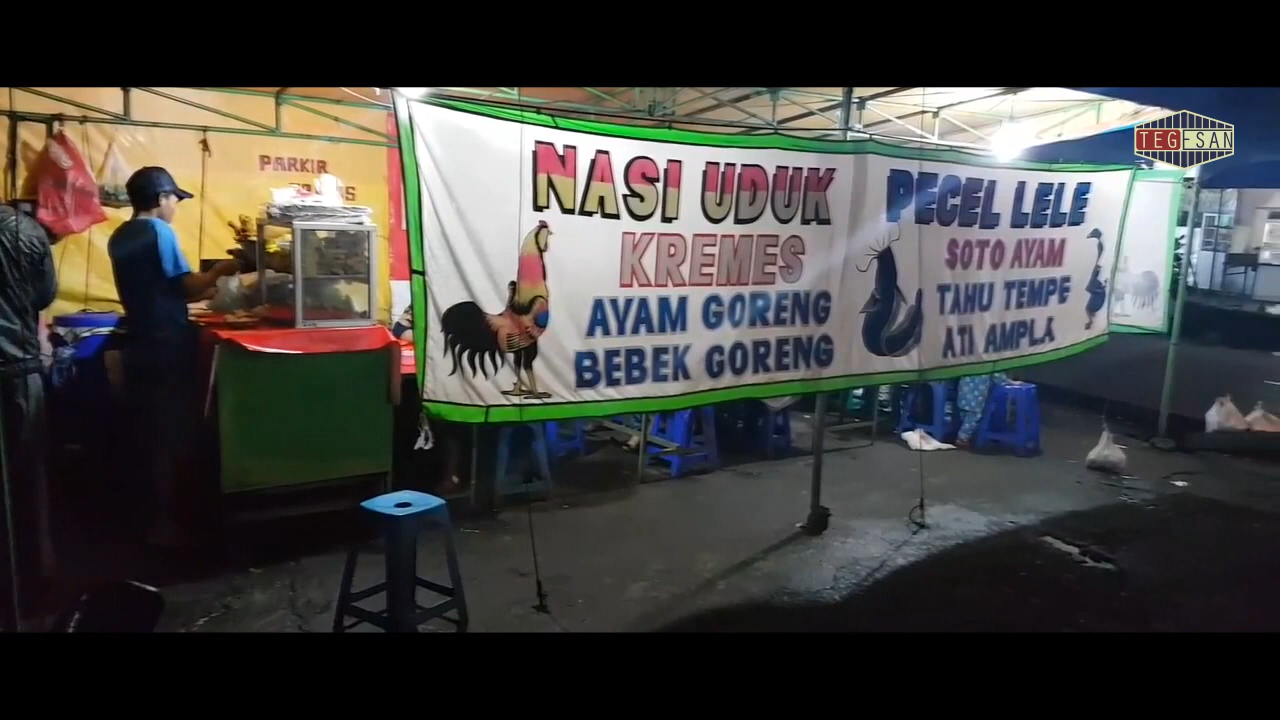 PARKIR
NASI UDUK
KREMES
AYAM GORENG
BEBEK GORENG
PECEL LELE
SOTO AYAM
TAHU TEMPE
ATI AMPLA
TEGESAN